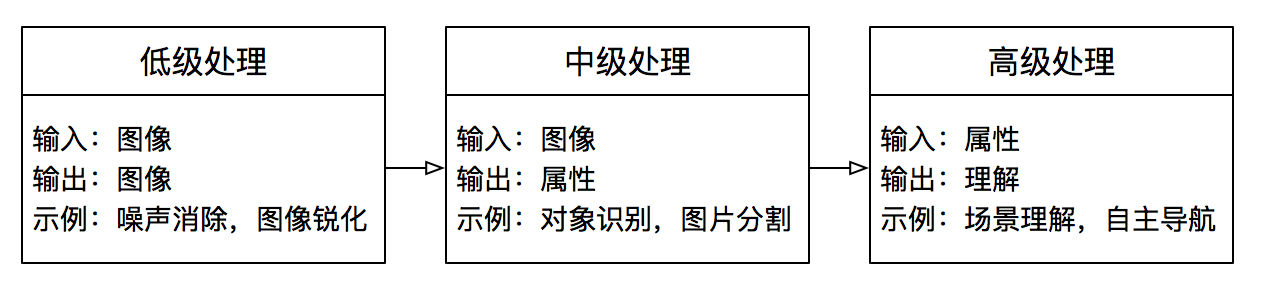 低级处理
输入：图像
输出：图像
示例：噪声消除，图像锐化
中级处理
输入：图像
输出：属性
示例：对象识别，图片分割
高级处理
输入：属性
输出：理解
示例：场景理解，自主导航